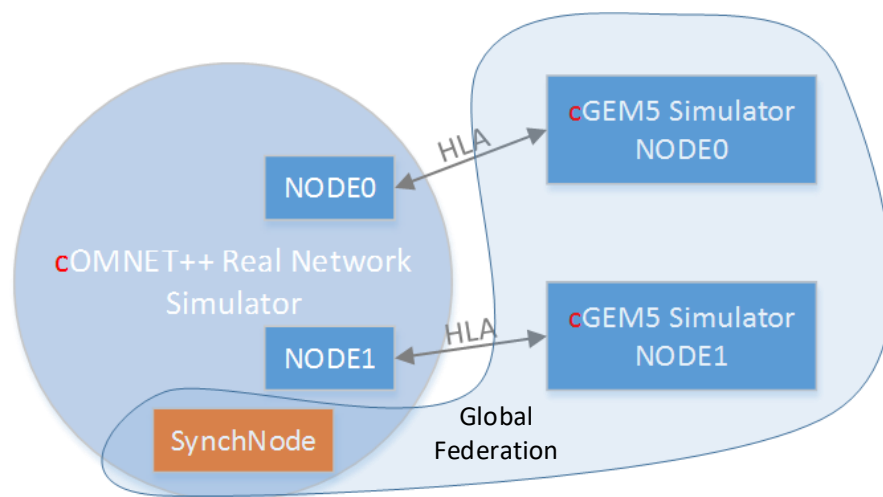 cGEM5 Simulator
NODE0
HLA
NODE0
cOMNET++ Real Network
Simulator
cGEM5 Simulator
NODE1
HLA
NODE1
SynchNode
Global
Federation